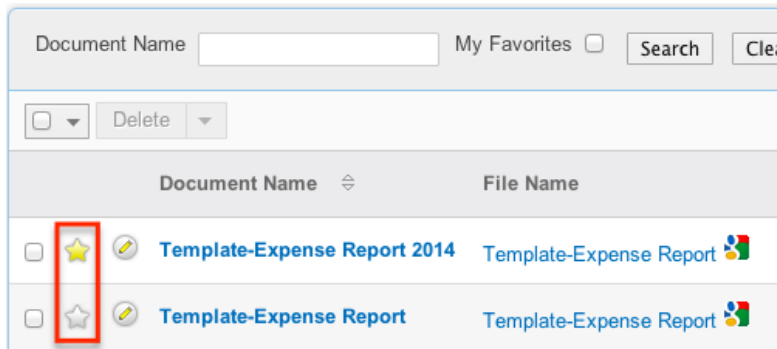 Document Name My Favorites Search
Delete
Document Name File Name
Template-Expense Report 2014 Template-Expense Report
Template-Expense Report Template-Expense Report